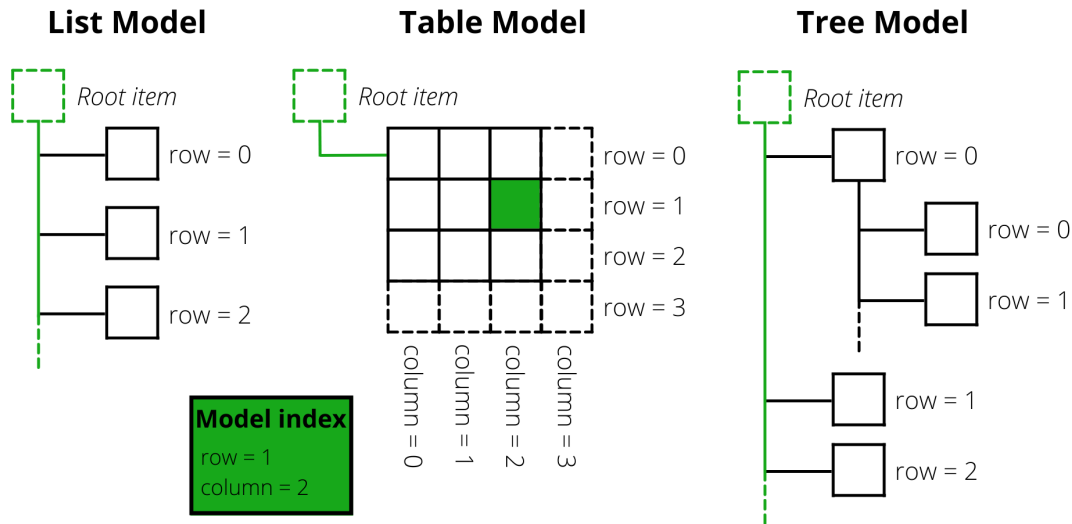 List Model
Root item
row = 0
row = 1
row = 2
Table Model
Root item
row = 0
row = 1
row = 2
row = 3
column = 0
column = 1
column = 2
column = 3
Model index
row = 1
column = 2
Tree Model
Root item
row = 0
row = 0
row = 1
row = 1
row = 2